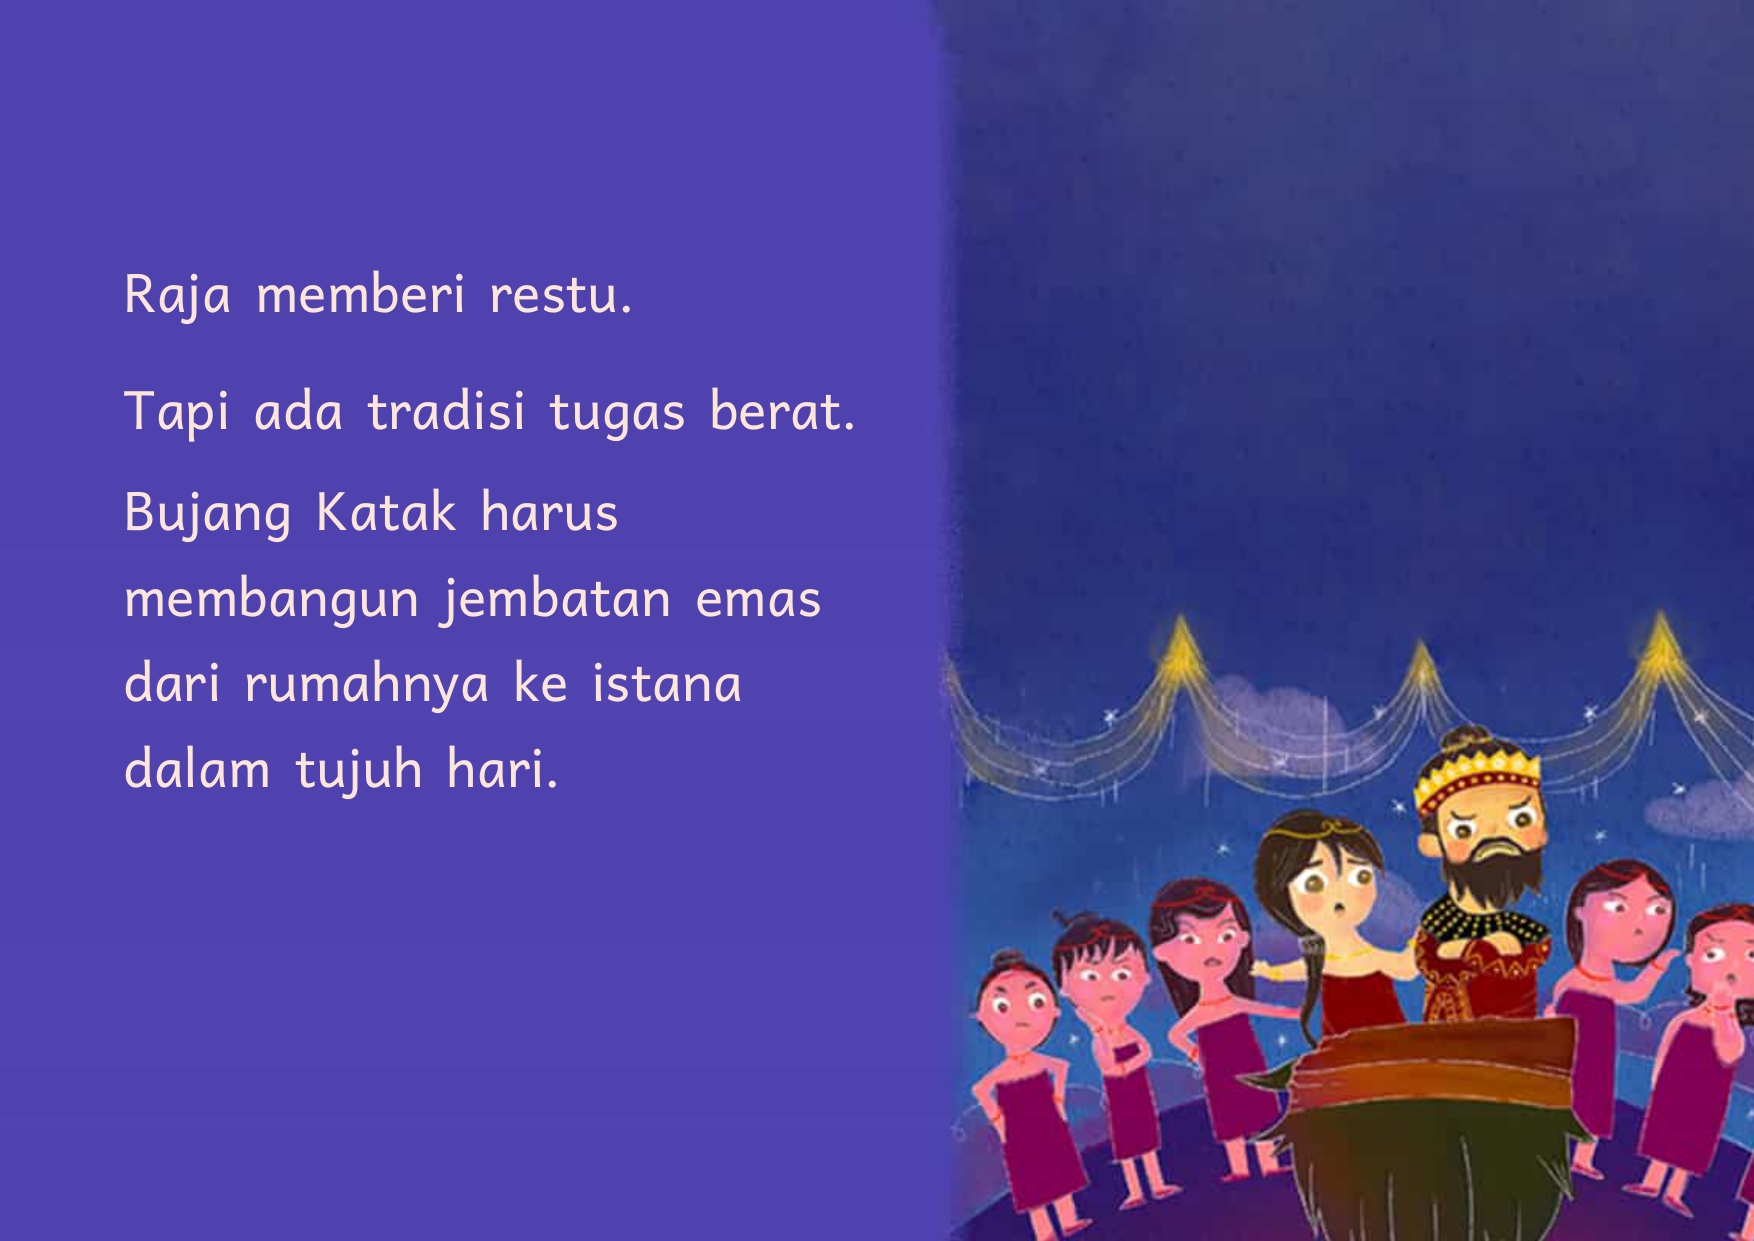 Raja memberi restu.
Tapi ada tradisi tugas berat.
Bujang Katak harus
membangun jembatan emas
dari rumahnya ke istana
dalam tujuh hari.